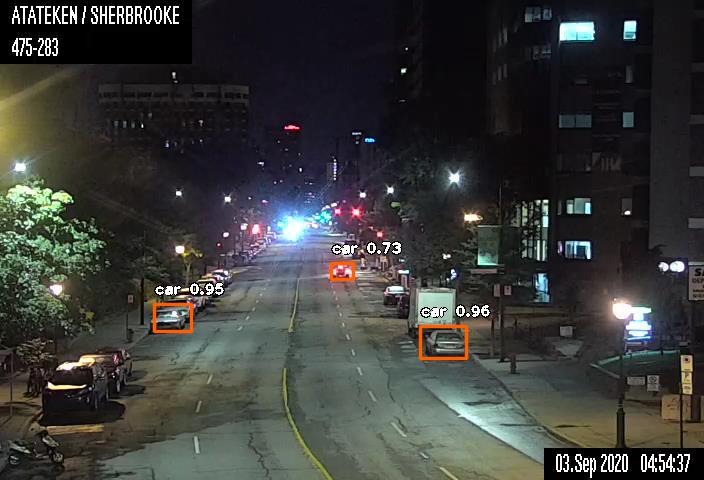 ATATEKEN / SHERBROOKE
475-283
car 0.73
car 0.95
car 0.96
03.Sep 2020 04:54:37